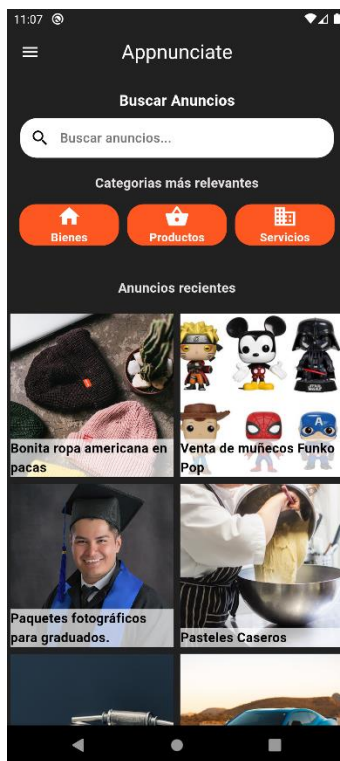 11:07
Appnunciate
Buscar Anuncios
Buscar anuncios...
Categorias más relevantes
Bienes
Productos
Servicios
Anuncios recientes
Bonita ropa americana en
pacas
Venta de muñecos Funko
Pop
Paquetes fotográficos
para graduados.
Pasteles Caseros